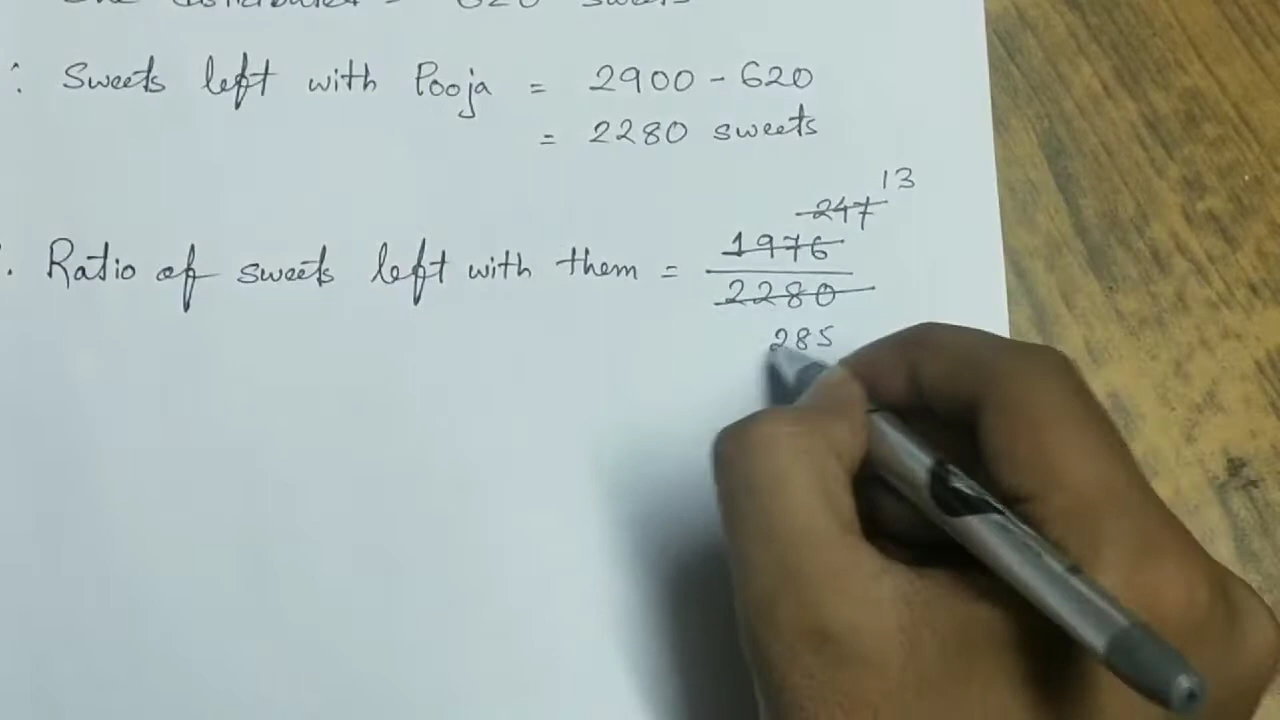 ∴ Sweets left with Pooja = 2900 - 620
= 2280 sweets
13
247
. Ratio of sweets left with them = 1976
2280
285